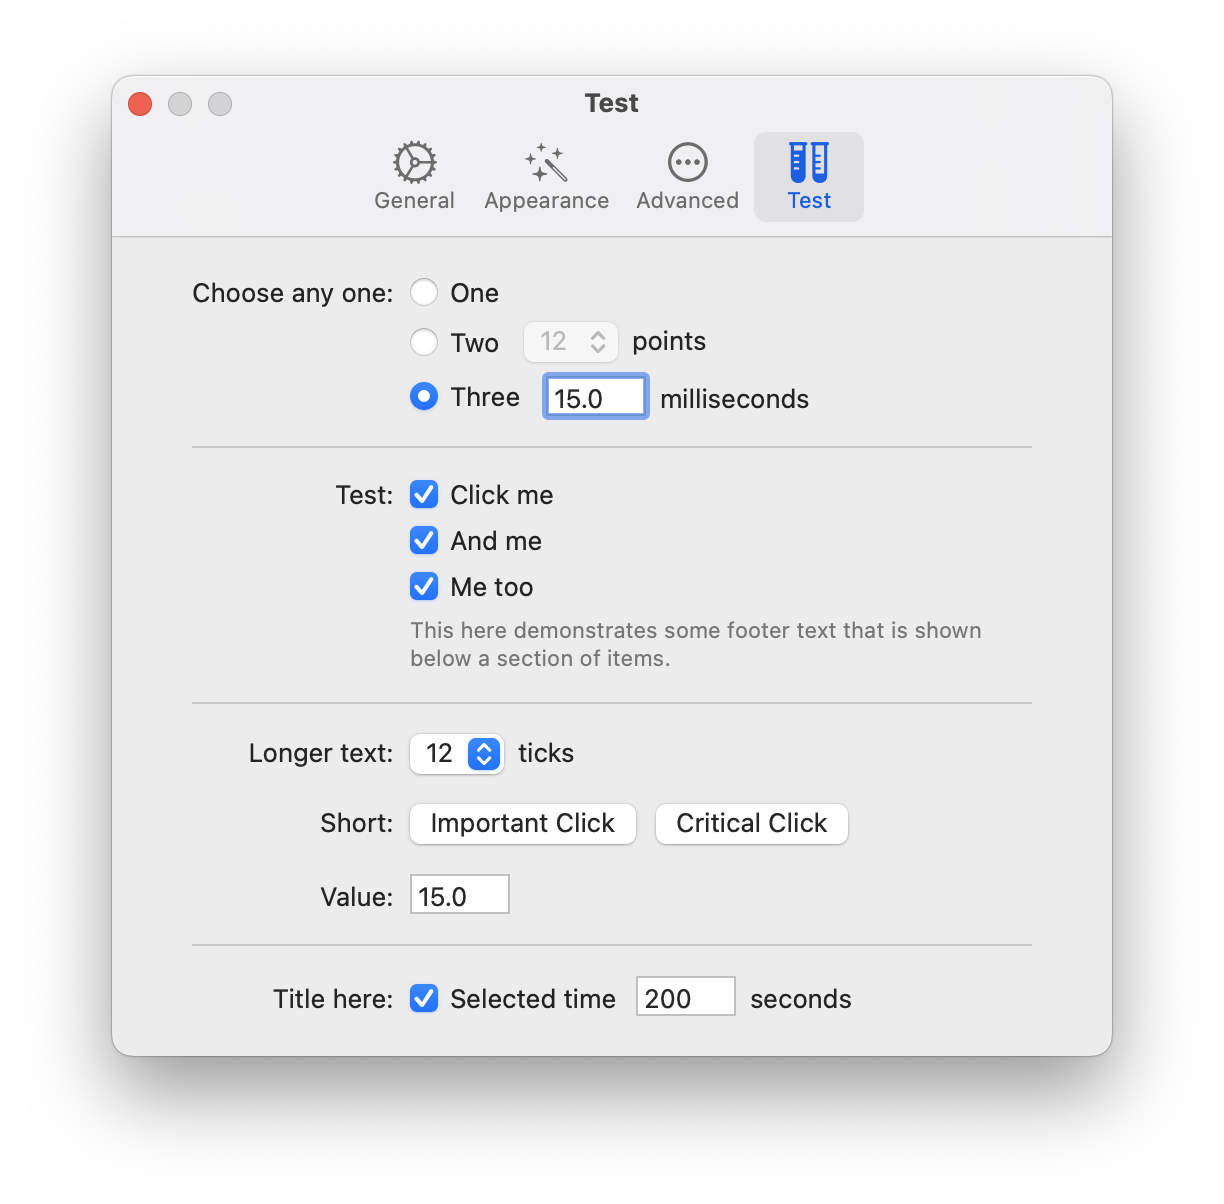 Test
General Appearance Advanced Test
Choose any one: One
Two 12 points
Three 15.0 milliseconds
Test: Click me
And me
Me too
This here demonstrates some footer text that is shown
below a section of items.
Longer text: 12 ticks
Short: Important Click Critical Click
Value: 15.0
Title here: Selected time 200 seconds